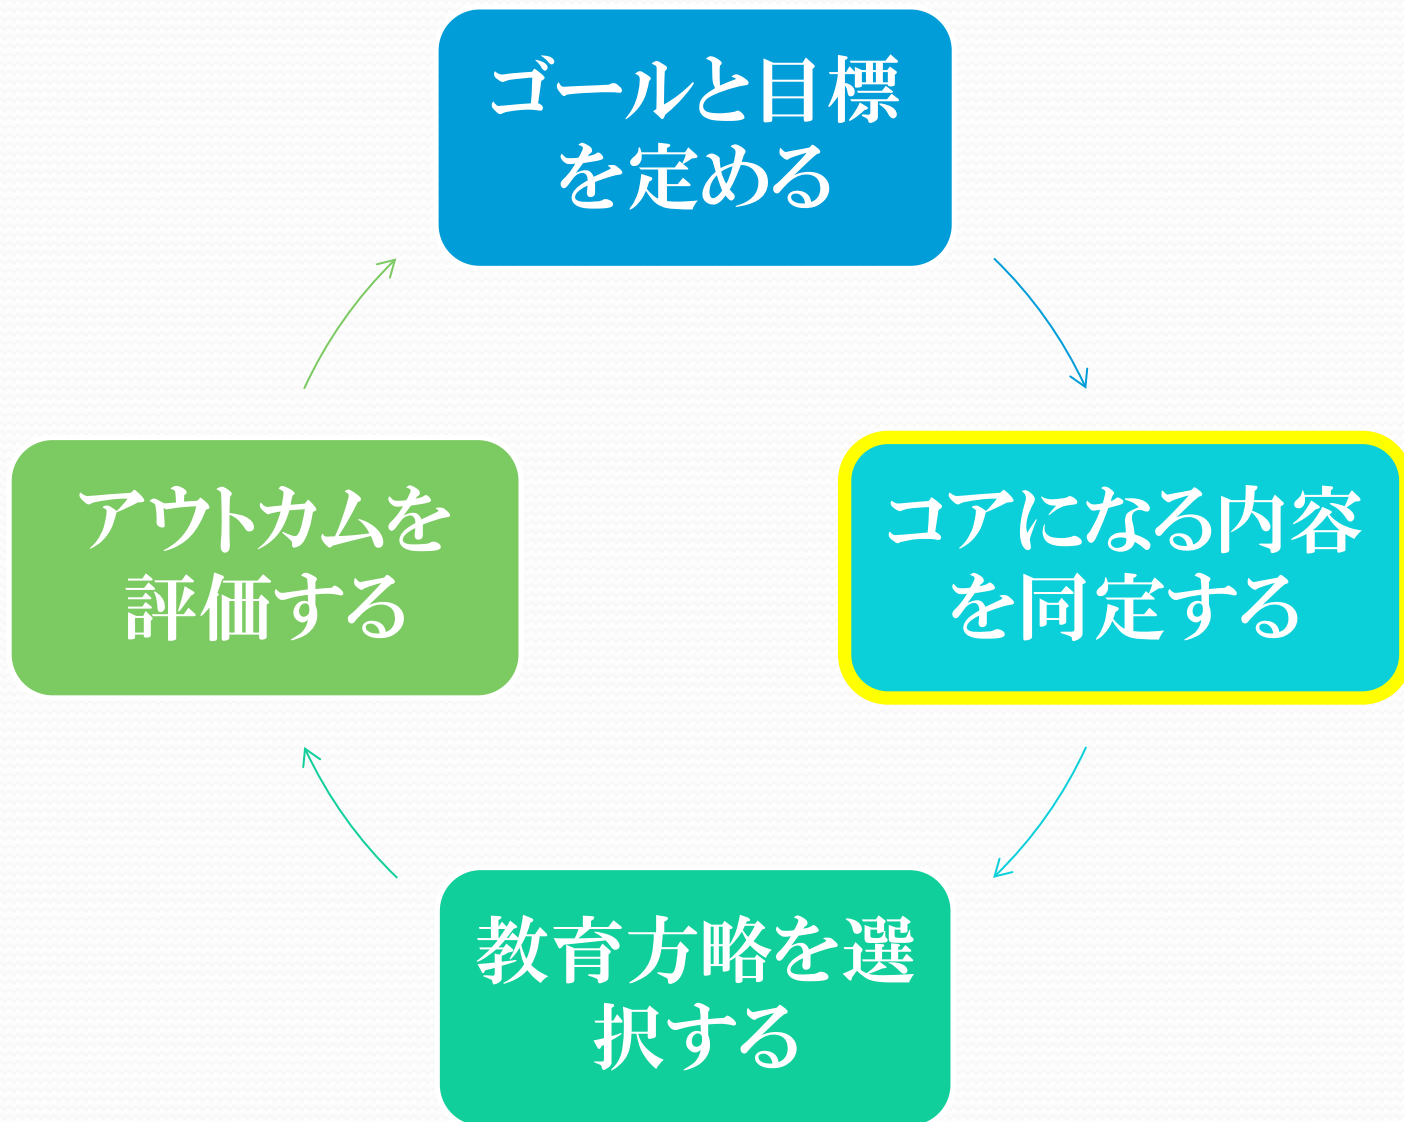 ゴールと目標
を定める
アウトカムを
評価する
コアになる内容
を同定する
教育方略を選
択する